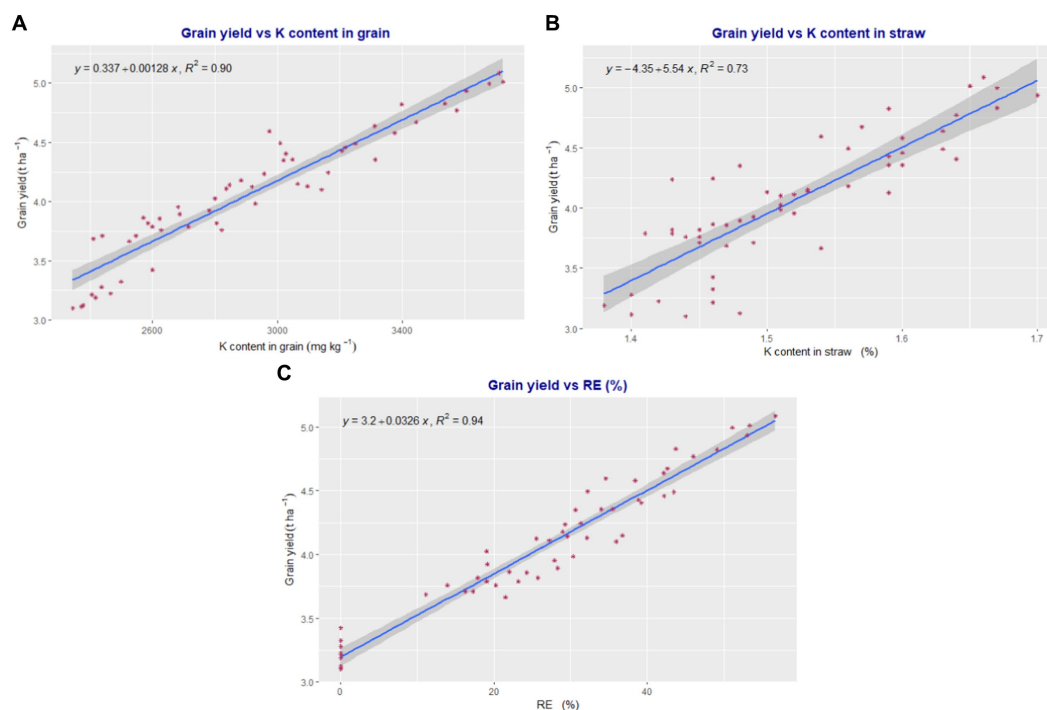 A
Grain yield vs K content in grain
y = 0.337+0.00128 x, R² = 0.90
5.0
4.5
4.0
3.5
3.0
Grain yield (t ha⁻¹)
2600 3000 3400
K content in grain (mg kg⁻¹)
B
Grain yield vs K content in straw
y = −4.35+5.54 x, R² = 0.73
5.0
4.5
4.0
3.5
3.0
Grain yield (t ha⁻¹)
1.4 1.5 1.6 1.7
K content in straw (%)
C
Grain yield vs RE (%)
y = 3.2+0.0326 x, R² = 0.94
5.0
4.5
4.0
3.5
3.0
Grain yield (t ha⁻¹)
0 20 40
RE (%)